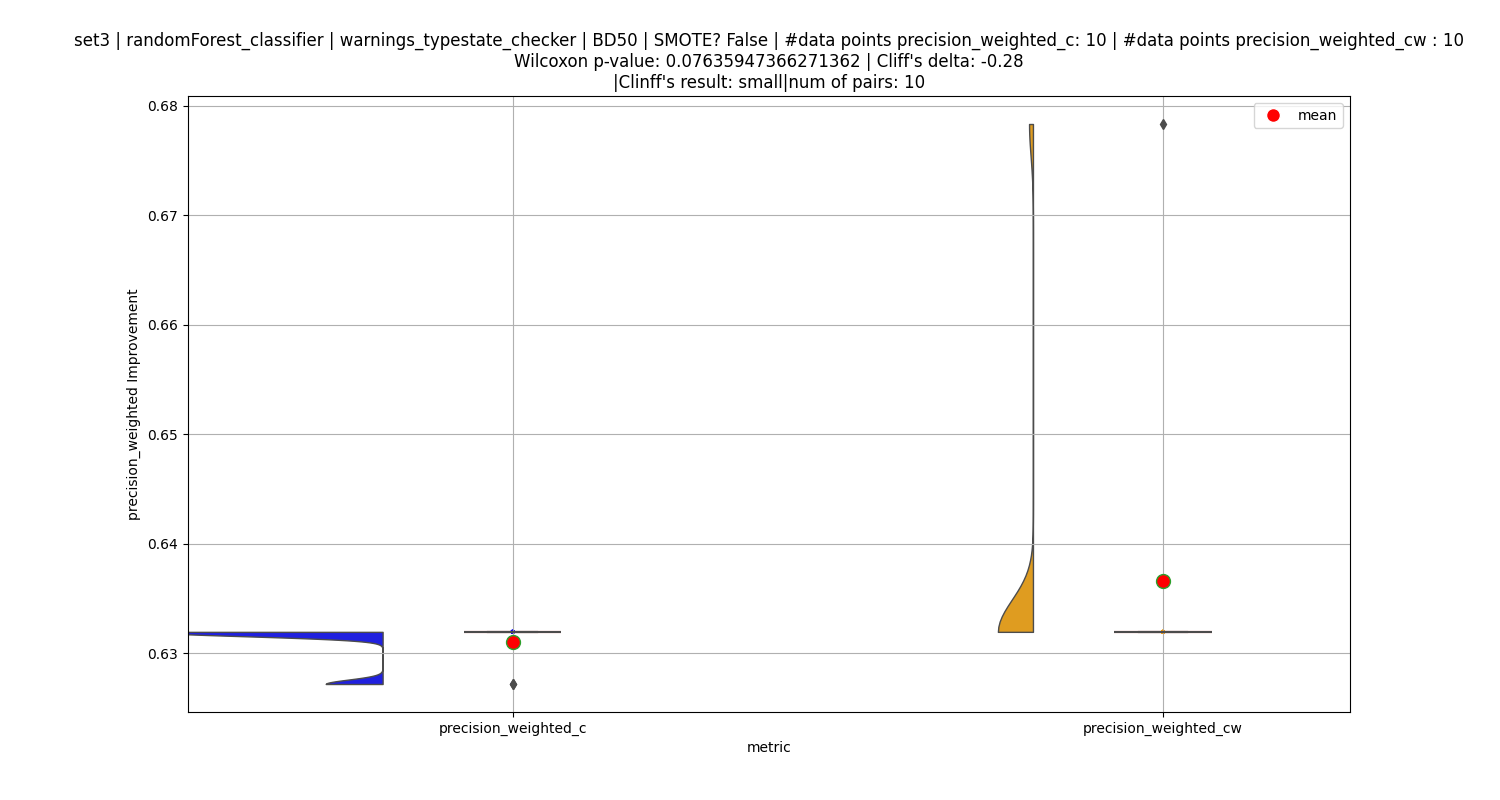 set3 | randomForest_classifier | warnings_typestate_checker | BD50 | SMOTE? False | #data points precision_weighted_c: 10 | #data points precision_weighted_cw : 10
Wilcoxon p-value: 0.07635947366271362 | Cliff's delta: -0.28
|Clinff's result: small|num of pairs: 10
mean
0.68
0.67
0.66
0.65
0.64
0.63
precision_weighted Improvement
precision_weighted_c
precision_weighted_cw
metric